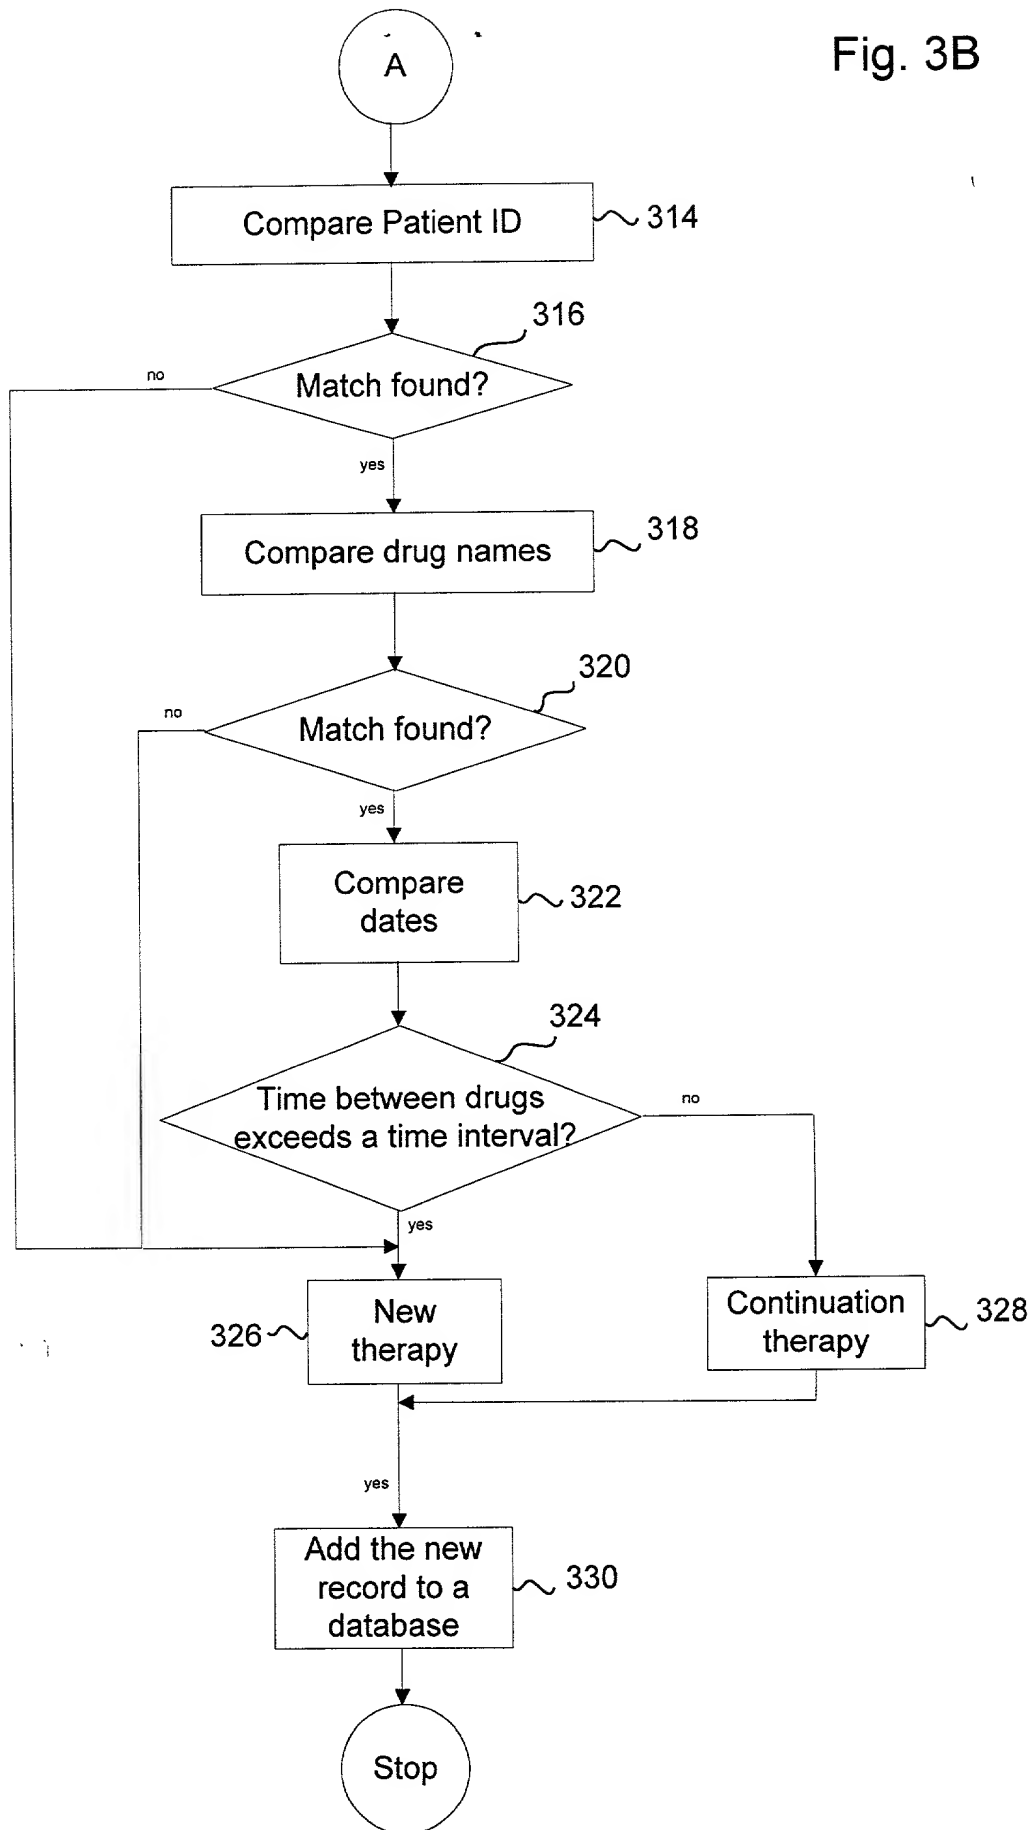 Fig. 3B
A
Compare Patient ID
314
316
Match found?
no
yes
Compare drug names
318
320
Match found?
no
yes
Compare
dates
322
324
Time between drugs
exceeds a time interval?
no
yes
New
therapy
326
Continuation
therapy
328
yes
Add the new
record to a
database
330
Stop